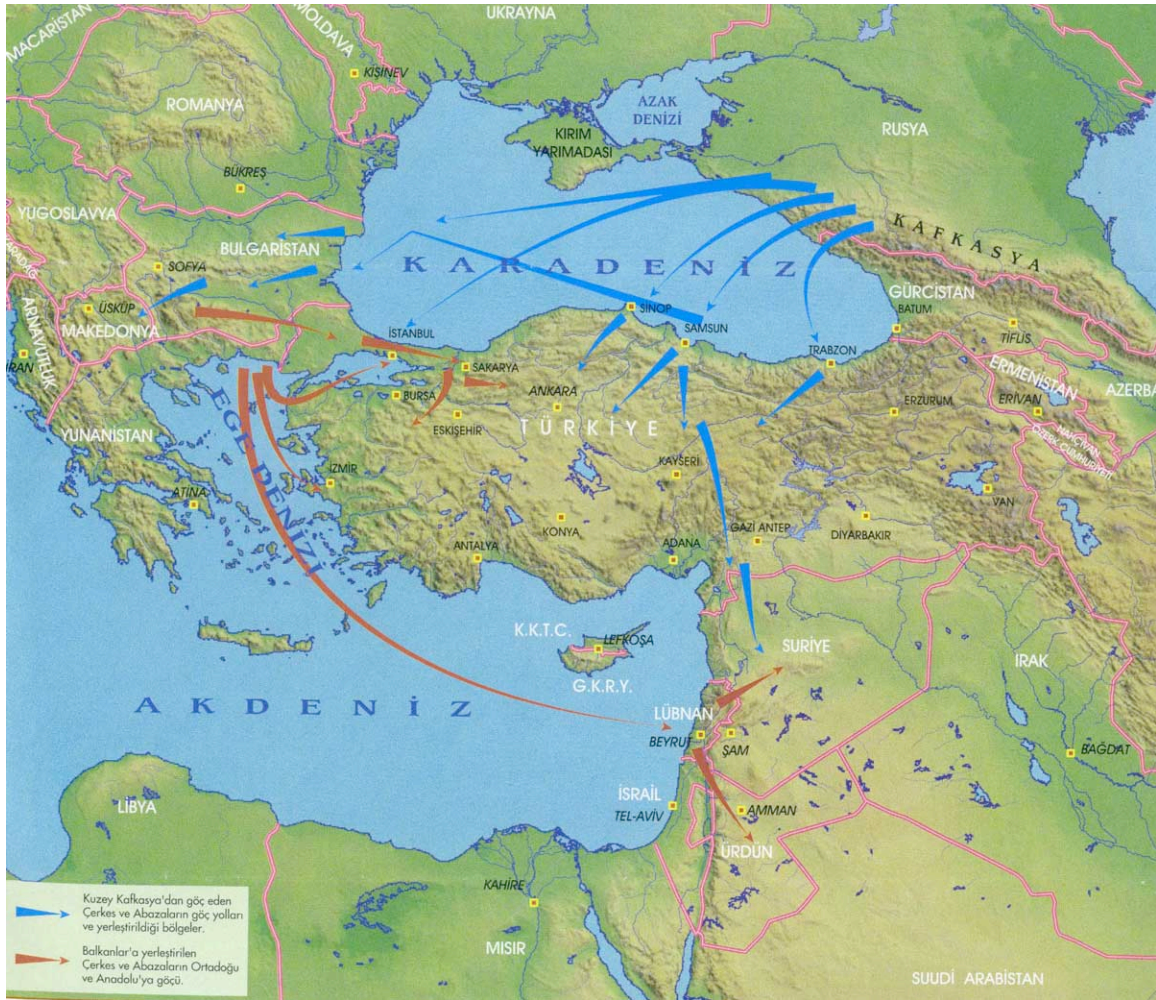 MACARİSTAN
MOLDAVA
UKRAYNA
KİŞİNEV
ROMANYA
AZAK
DENİZİ
RUSYA
KIRIM
YARIMADASI
BÜKREŞ
YUGOSLAVYA
BULGARİSTAN
KAFKASYA
SOFYA
KARADENİZ
GÜRCİSTAN
KARADAĞ
ÜSKÜP
MAKEDONYA
ARNAVUTLUK
SİNOP
SAMSUN
BATUM
TİFLİS
İSTANBUL
TRABZON
SAKARYA
ERMENİSTAN
BURSA
ANKARA
ERZURUM
ERİVAN
ESKİŞEHİR
TÜRKİYE
NAHÇIVAN
ÖZERK CUMHURİYETİ
YUNANİSTAN
EGE DENİZİ
İZMİR
KAYSERİ
VAN
ATİNA
KONYA
GAZİ ANTEP
DİYARBAKIR
ANTALYA
ADANA
K.K.T.C.
LEFKOŞA
SURİYE
IRAK
G.K.R.Y.
AKDENİZ
LÜBNAN
BEYRUT
ŞAM
BAĞDAT
LİBYA
İSRAİL
TEL-AVİV
AMMAN
ÜRDÜN
KAHİRE
MISIR
SUUDİ ARABİSTAN
Kuzey Kafkasya'dan göç eden
Çerkes ve Abazaların göç yolları
ve yerleştirildiği bölgeler.
Balkanlar'a yerleştirilen
Çerkes ve Abazaların Ortadoğu
ve Anadolu'ya göçü.